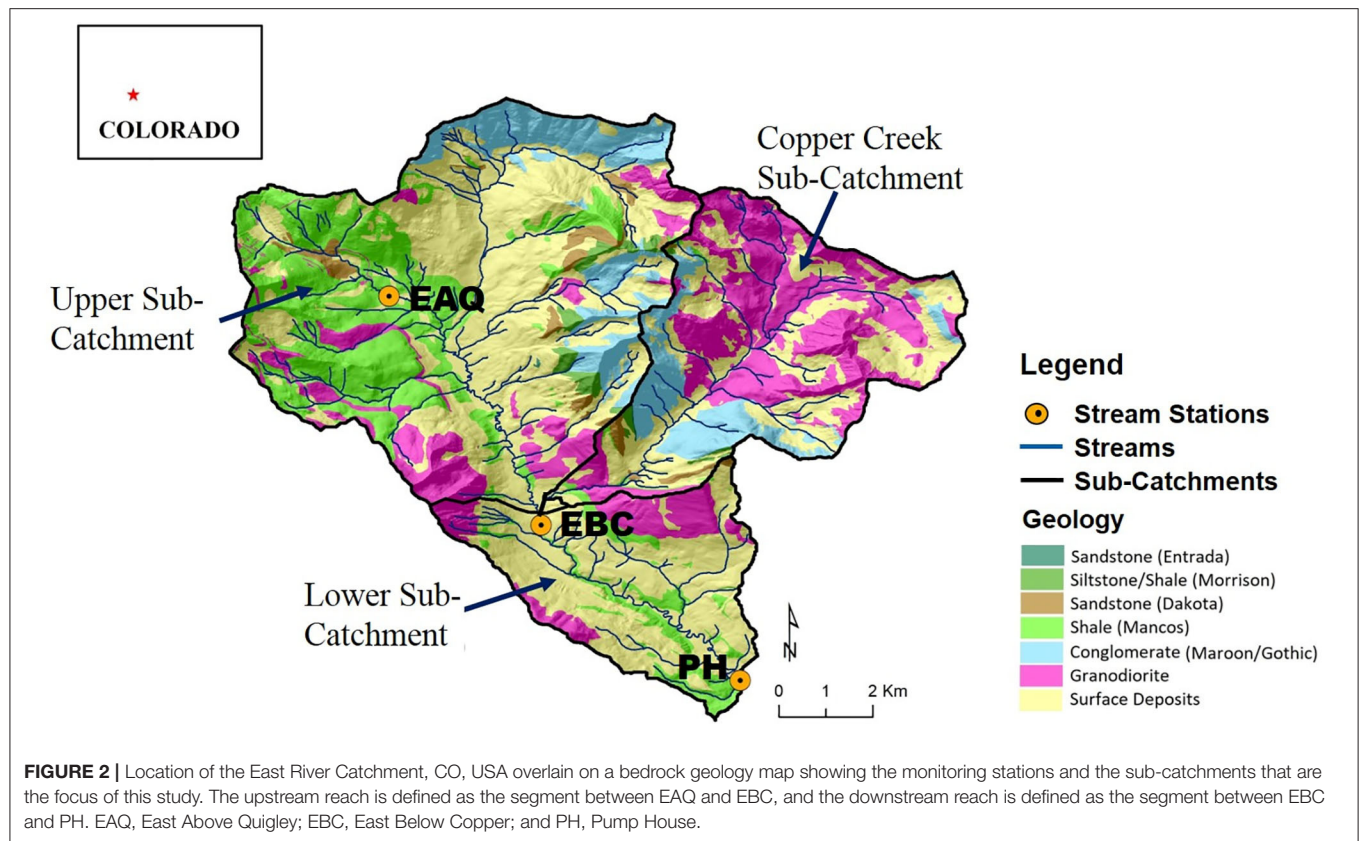 COLORADO
Copper Creek
Sub-Catchment
Upper Sub-
Catchment
EAQ
EBC
Lower Sub-
Catchment
PH
N
0 1 2 Km
Legend
Stream Stations
Streams
Sub-Catchments
Geology
Sandstone (Entrada)
Siltstone/Shale (Morrison)
Sandstone (Dakota)
Shale (Mancos)
Conglomerate (Maroon/Gothic)
Granodiorite
Surface Deposits
FIGURE 2 | Location of the East River Catchment, CO, USA overlain on a bedrock geology map showing the monitoring stations and the sub-catchments that are
the focus of this study. The upstream reach is defined as the segment between EAQ and EBC, and the downstream reach is defined as the segment between EBC
and PH. EAQ, East Above Quigley; EBC, East Below Copper; and PH, Pump House.